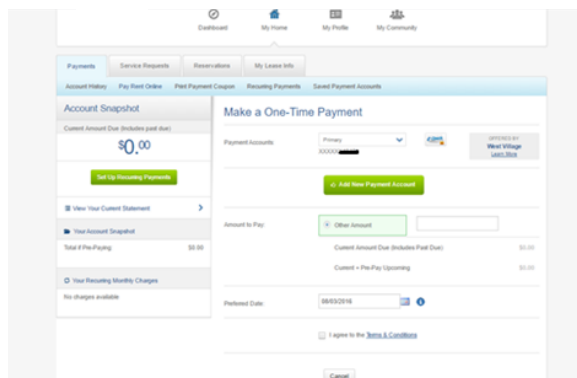 Dashboard My Home My Profile My Community
Payments Service Requests Reservations My Lease Info
Account History Pay Rent Online Print Payment Coupon Recurring Payments Saved Payment Accounts
Account Snapshot
Current Amount Due (Includes past due)
$0.00
Set Up Recurring Payments
View Your Current Statement
Your Account Snapshot
Total if Pre-Paying: $0.00
Your Recurring Monthly Charges
No charges available
Make a One-Time Payment
Payment Accounts: Primary
OFFERED BY
West Village
Learn More
Add New Payment Account
Amount to Pay: Other Amount
Current Amount Due (Includes Past Due) $0.00
Current + Pre-Pay Upcoming $0.00
Preferred Date: 08/03/2016
I agree to the Terms & Conditions
Cancel